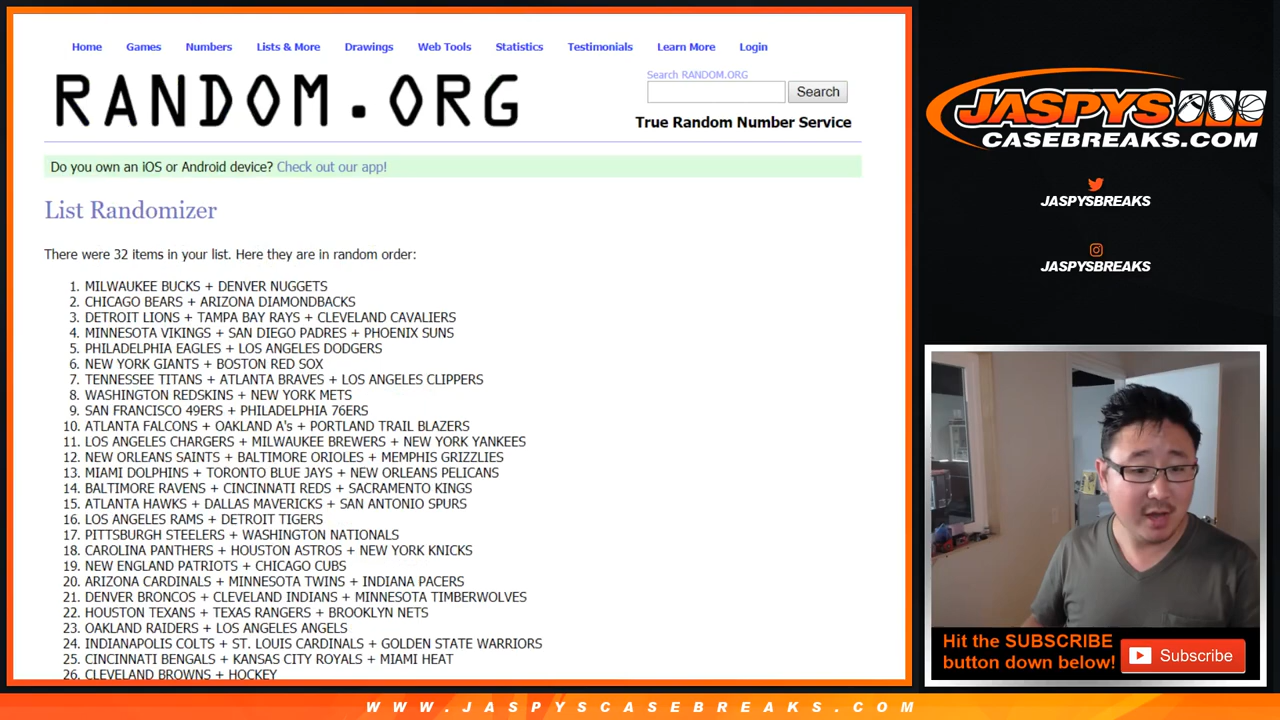 Home Games Numbers Lists & More Drawings Web Tools Statistics Testimonials Learn More Login
RANDOM.ORG
Search RANDOM.ORG
Search
True Random Number Service
Do you own an iOS or Android device? Check out our app!
List Randomizer
There were 32 items in your list. Here they are in random order:
1. MILWAUKEE BUCKS + DENVER NUGGETS
2. CHICAGO BEARS + ARIZONA DIAMONDBACKS
3. DETROIT LIONS + TAMPA BAY RAYS + CLEVELAND CAVALIERS
4. MINNESOTA VIKINGS + SAN DIEGO PADRES + PHOENIX SUNS
5. PHILADELPHIA EAGLES + LOS ANGELES DODGERS
6. NEW YORK GIANTS + BOSTON RED SOX
7. TENNESSEE TITANS + ATLANTA BRAVES + LOS ANGELES CLIPPERS
8. WASHINGTON REDSKINS + NEW YORK METS
9. SAN FRANCISCO 49ERS + PHILADELPHIA 76ERS
10. ATLANTA FALCONS + OAKLAND A's + PORTLAND TRAIL BLAZERS
11. LOS ANGELES CHARGERS + MILWAUKEE BREWERS + NEW YORK YANKEES
12. NEW ORLEANS SAINTS + BALTIMORE ORIOLES + MEMPHIS GRIZZLIES
13. MIAMI DOLPHINS + TORONTO BLUE JAYS + NEW ORLEANS PELICANS
14. BALTIMORE RAVENS + CINCINNATI REDS + SACRAMENTO KINGS
15. ATLANTA HAWKS + DALLAS MAVERICKS + SAN ANTONIO SPURS
16. LOS ANGELES RAMS + DETROIT TIGERS
17. PITTSBURGH STEELERS + WASHINGTON NATIONALS
18. CAROLINA PANTHERS + HOUSTON ASTROS + NEW YORK KNICKS
19. NEW ENGLAND PATRIOTS + CHICAGO CUBS
20. ARIZONA CARDINALS + MINNESOTA TWINS + INDIANA PACERS
21. DENVER BRONCOS + CLEVELAND INDIANS + MINNESOTA TIMBERWOLVES
22. HOUSTON TEXANS + TEXAS RANGERS + BROOKLYN NETS
23. OAKLAND RAIDERS + LOS ANGELES ANGELS
24. INDIANAPOLIS COLTS + ST. LOUIS CARDINALS + GOLDEN STATE WARRIORS
25. CINCINNATI BENGALS + KANSAS CITY ROYALS + MIAMI HEAT
26. CLEVELAND BROWNS + HOCKEY
JASPYS
CASEBREAKS.COM
JASPYSBREAKS
JASPYSBREAKS
Hit the SUBSCRIBE
button down below!
Subscribe
WWW.JASPYSCASEBREAKS.COM